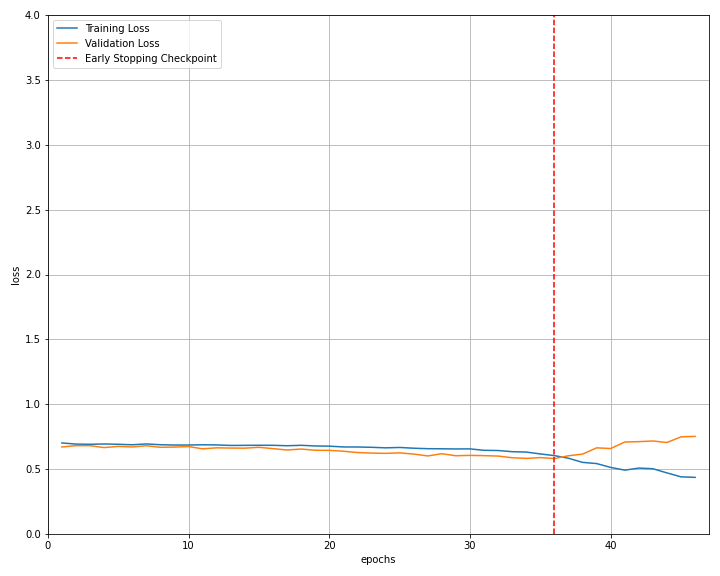 Training Loss
Validation Loss
Early Stopping Checkpoint
4.0
3.5
3.0
2.5
2.0
1.5
1.0
0.5
0.0
loss
0 10 20 30 40
epochs